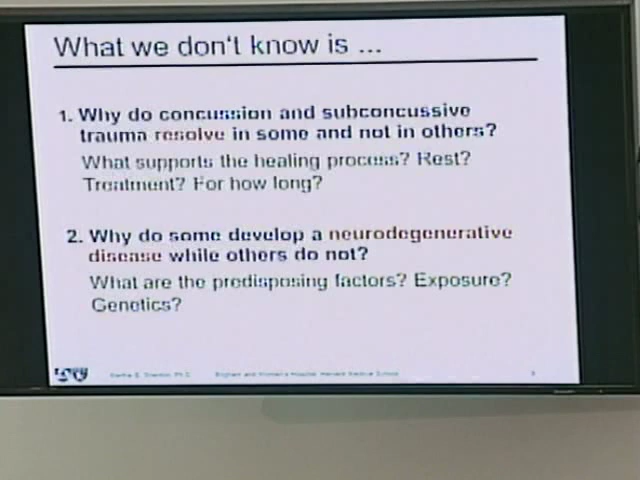 What we don't know is ...
1. Why do concussion and subconcussive
trauma resolve in some and not in others?
What supports the healing process? Rest?
Treatment? For how long?
2. Why do some develop a neurodegenerative
disease while others do not?
What are the predisposing factors? Exposure?
Genetics?
Brigham and Women's Hospital, Harvard Medical School